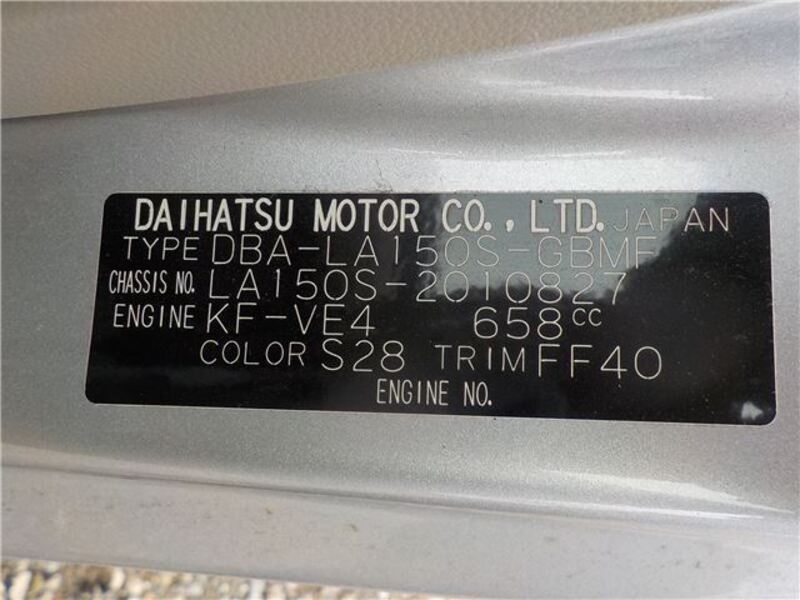 DAIHATSU MOTOR CO., LTD. JAPAN
TYPE DBA-LA150S-GBMF
CHASSIS NO. LA150S-2010827
ENGINE KF-VE4 658CC
COLOR S28 TRIM FF40
ENGINE NO.